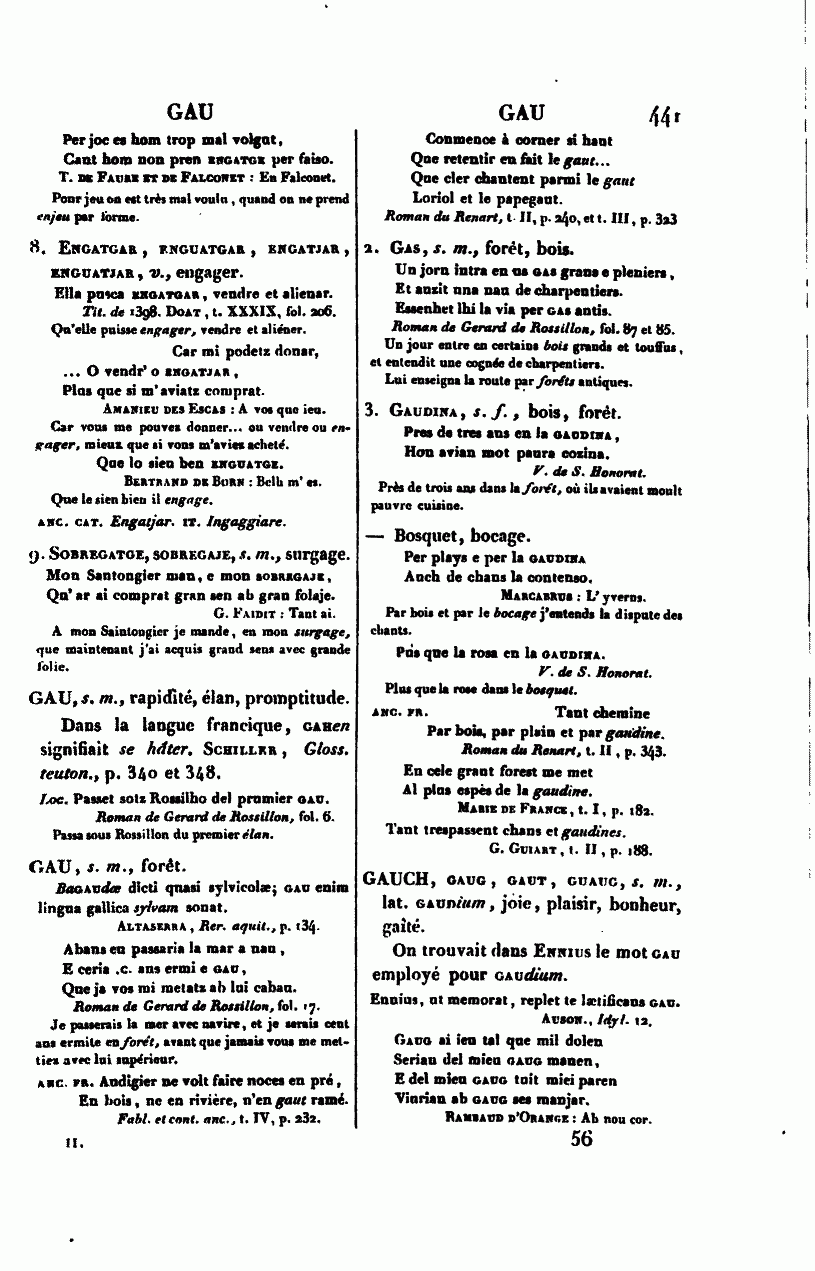 GAU
Per joc es hom trop mal volgut,
Cant hom non pren ENGATGE per faiso.
T. DE FAURE ET DE FALCONET : En Falconet.
Pour jeu on est très mal voulu, quand on ne prend
enjeu par forme.
8. ENGATGAR, ENGUATGAR, ENGATJAR,
ENGUATJAR, v., engager.
Ella pusca ENGATGAR, vendre et alienar.
Tit. de 1398. DOAT, t. XXXIX, fol. 206.
Qu'elle puisse engager, vendre et aliéner.
Car mi podetz donar,
... O vendr' o ENGATJAR,
Plus que si m'aviatz comprat.
AMANIEU DES ESCAS : A vos que ieu.
Car vous me pouvez donner... ou vendre ou en-
gager, mieux que si vous m'aviez acheté.
Que lo sieu ben ENGUATGE.
BERTRAND DE BORN : Belh m' es.
Que le sien bien il engage.
ANC. CAT. Engatjar. IT. Ingaggiare.
9. SOBREGATGE, SOBREGAJE, s. m., surgage.
Mon Santongier man, e mon SOBREGAJE,
Qu' ar ai comprat gran sen ab gran folaje.
G. FAIDIT : Tant ai.
A mon Saintongier je mande, en mon surgage,
que maintenant j'ai acquis grand sens avec grande
folie.
GAU, s. m., rapidité, élan, promptitude.
Dans la langue francique, GAHen
signifiait se hâter. SCHILLER, Gloss.
teuton., p. 340 et 348.
Loc. Passet sotz Rossilho del prumier GAU.
Roman de Gerard de Rossillon, fol. 6.
Passa sous Rossillon du premier élan.
GAU, s. m., forêt.
BaGAUdæ dicti quasi sylvicolæ; GAU enim
lingua gallica sylvam sonat.
ALTASERRA, Rer. aquit., p. 134.
Abans eu passaria la mar a nau,
E ceria .c. ans ermi e GAU,
Que ja vos mi metatz ab lui cabau.
Roman de Gerard de Rossillon, fol. 17.
Je passerais la mer avec navire, et je serais cent
ans ermite en forêt, avant que jamais vous me met-
tiez avec lui supérieur.
ANC. FR. Audigier ne volt faire noces en pré,
En bois, ne en rivière, n'en gaut ramé.
Fabl. et cont. anc., t. IV, p. 232.
II.
GAU 441
Conmence à corner si haut
Que retentir en fait le gaut...
Que cler chantent parmi le gaut
Loriol et le papegaut.
Roman du Renart, t. II, p. 240, et t. III, p. 323
2. GAS, s. m., forêt, bois.
Un jorn intra en us GAS grans e pleniers,
Et auzit una nau de charpentiers.
Essenhet lhi la via per GAS antis.
Roman de Gerard de Rossillon, fol. 87 et 85.
Un jour entre en certains bois grands et touffus,
et entendit une cognée de charpentiers.
Lui enseigna la route par forêts antiques.
3. GAUDINA, s. f., bois, forêt.
Pres de tres ans en la GAUDINA,
Hon avian mot paura cozina.
V. de S. Honorat.
Près de trois ans dans la forêt, où ils avaient moult
pauvre cuisine.
— Bosquet, bocage.
Per plays e per la GAUDINA
Auch de chans la contenso.
MARCABRUS : L' yverns.
Par bois et par le bocage j'entends la dispute des
chants.
Pus que la rosa en la GAUDINA.
V. de S. Honorat.
Plus que la rose dans le bosquet.
ANC. FR. Tant chemine
Par bois, par plain et par gaudine.
Roman du Renart, t. II, p. 343.
En cele grant forest me met
Al plus espès de la gaudine.
MARIE DE FRANCE, t. I, p. 182.
Tant trespassent chans et gaudines.
G. GUIART, t. II, p. 188.
GAUCH, GAUG, GAUT, GUAUG, s. m.,
lat. GAUDium, joie, plaisir, bonheur,
gaîté.
On trouvait dans ENNIUS le mot GAU
employé pour GAUdium.
Ennius, ut memorat, replet te lætificans GAU.
AUSON., Idyl. 12.
GAUG ai ieu tal que mil dolen
Serian del mieu GAUG manen,
E del mieu GAUG tuit miei paren
Viurian ab GAUG ses manjar.
RAMBAUD D'ORANGE : Ab nou cor.
56